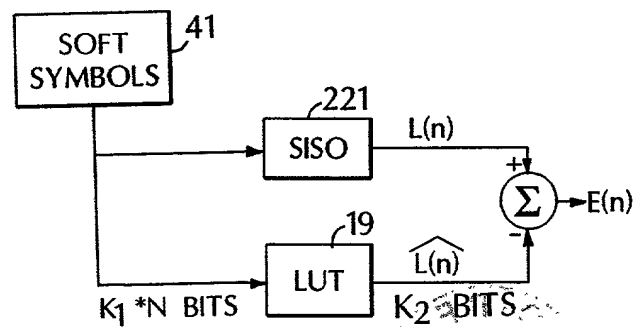 SOFT
SYMBOLS
41
221
SISO
L(n)
+
Σ
E(n)
-
19
LUT
L(n)^
K₁ *N BITS
K₂ BITS